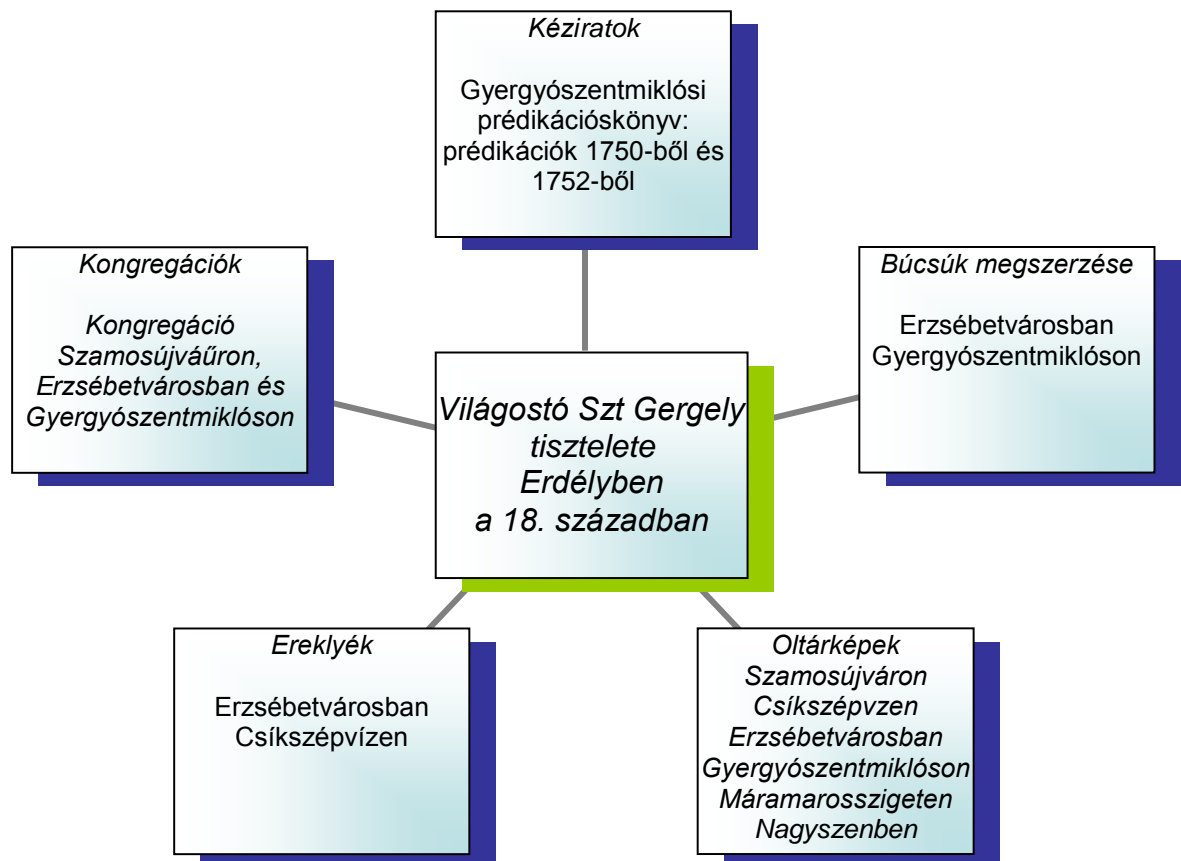 Kéziratok
Gyergyószentmiklósi
prédikációskönyv:
prédikációk 1750-ből és
1752-ből
Kongregációk
Kongregáció
Szamosújváűron,
Erzsébetvárosban és
Gyergyószentmiklóson
Búcsúk megszerzése
Erzsébetvárosban
Gyergyószentmiklóson
Világostó Szt Gergely
tisztelete
Erdélyben
a 18. században
Ereklyék
Erzsébetvárosban
Csíkszépvízen
Oltárképek
Szamosújváron
Csíkszépvzen
Erzsébetvárosban
Gyergyószentmiklóson
Máramarosszigeten
Nagyszenben